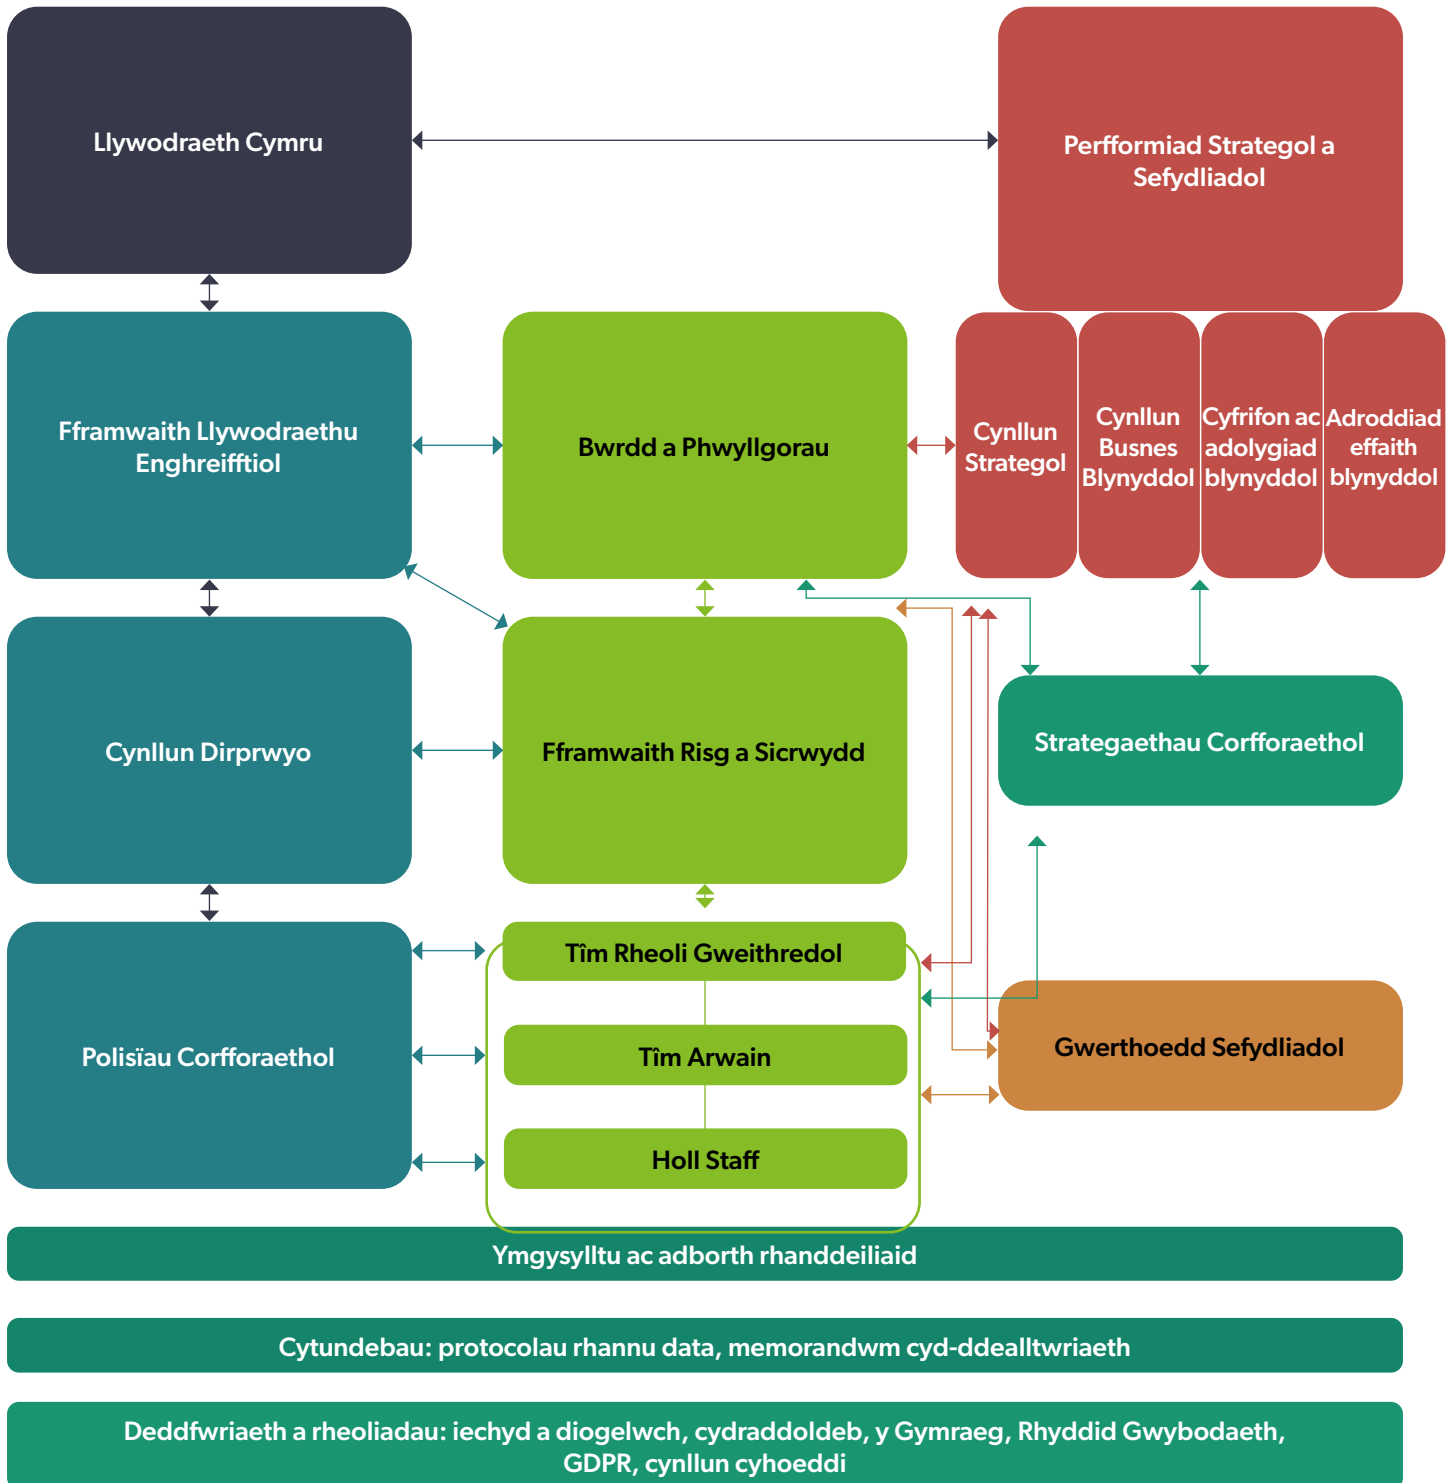 Llywodraeth Cymru
Perfformiad Strategol a
Sefydliadol
Fframwaith Llywodraethu
Enghreifftiol
Bwrdd a Phwyllgorau
Cynllun
Strategol
Cynllun
Busnes
Blynyddol
Cyfrifon ac
adolygiad
blynyddol
Adroddiad
effaith
blynyddol
Cynllun Dirprwyo
Fframwaith Risg a Sicrwydd
Strategaethau Corfforaethol
Polisïau Corfforaethol
Tîm Rheoli Gweithredol
Tîm Arwain
Holl Staff
Gwerthoedd Sefydliadol
Ymgysylltu ac adborth rhanddeiliaid
Cytundebau: protocolau rhannu data, memorandwm cyd-ddealltwriaeth
Deddfwriaeth a rheoliadau: iechyd a diogelwch, cydraddoldeb, y Gymraeg, Rhyddid Gwybodaeth,
GDPR, cynllun cyhoeddi